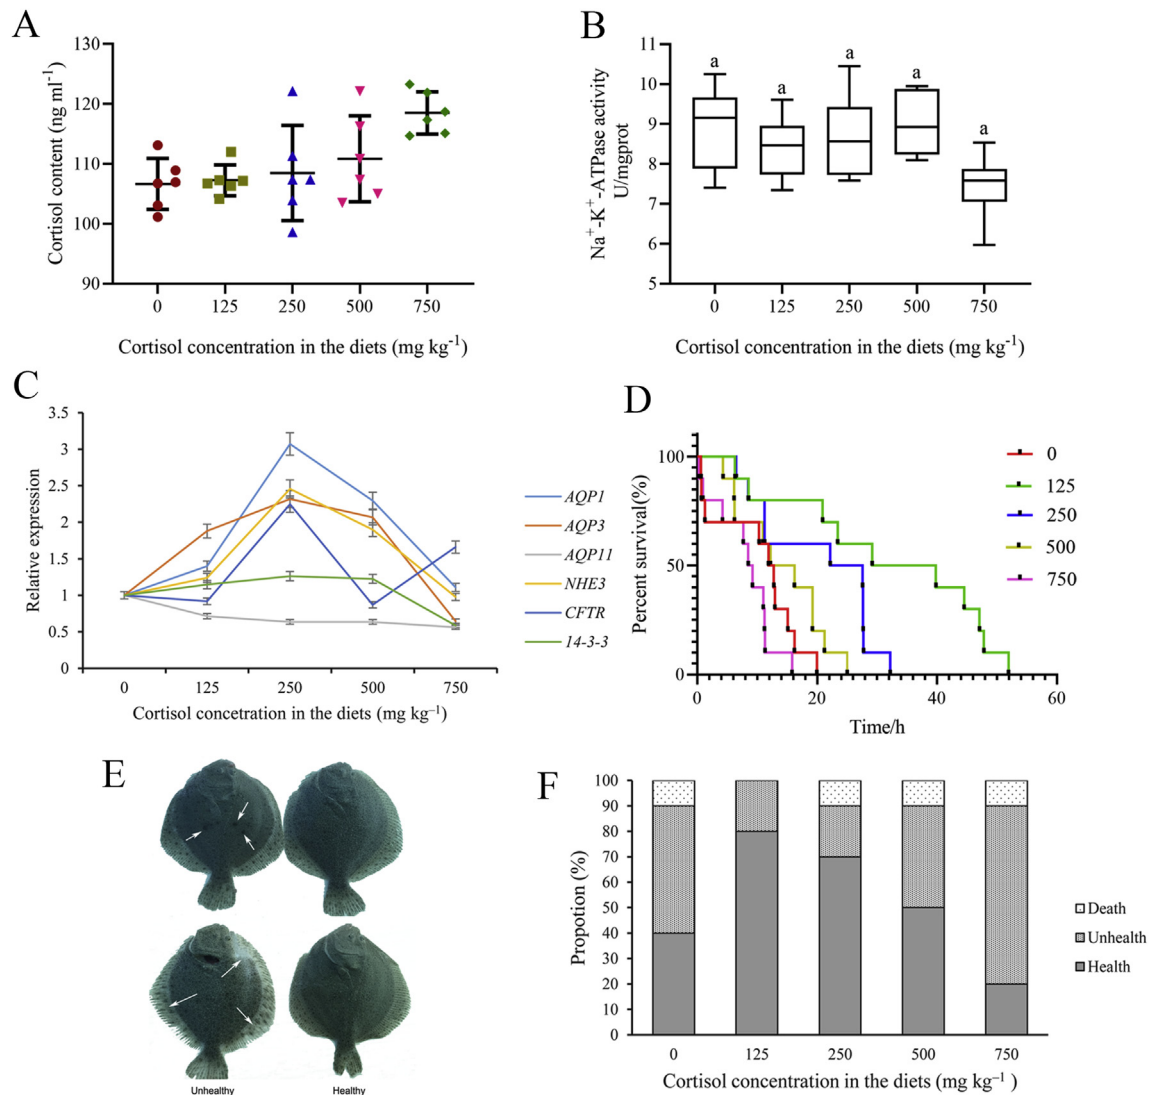 A
Cortisol content (ng ml-1)
130
120
110
100
90
0 125 250 500 750
Cortisol concentration in the diets (mg kg-1)
B
Na+-K+-ATPase activity
U/mgprot
11
10
9
8
7
6
5
a a a a a
0 125 250 500 750
Cortisol concentration in the diets (mg kg-1)
C
Relative expression
3.5
3
2.5
2
1.5
1
0.5
0
0 125 250 500 750
Cortisol concetration in the diets (mg kg–1)
AQP1
AQP3
AQP11
NHE3
CFTR
14-3-3
D
Percent survival(%)
100
50
0
0 20 40 60
Time/h
0
125
250
500
750
E
Unhealthy Healthy
F
Propotion (%)
100
90
80
70
60
50
40
30
20
10
0
0 125 250 500 750
Cortisol concentration in the diets (mg kg–1 )
Death
Unhealth
Health